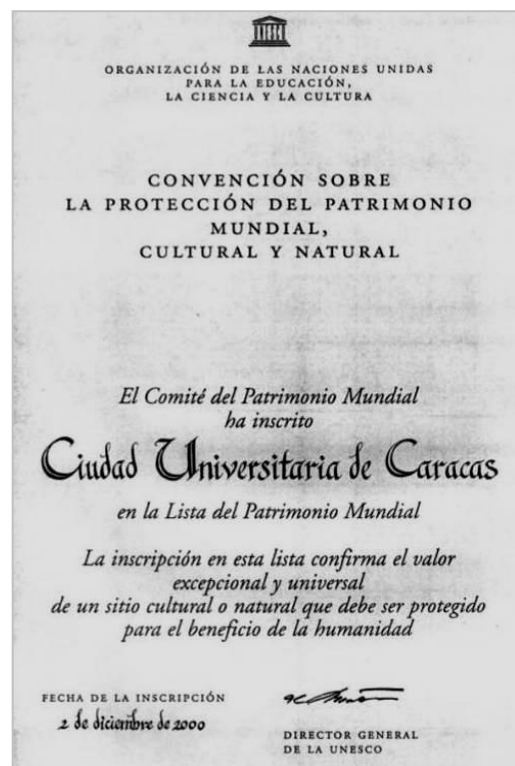 ORGANIZACIÓN DE LAS NACIONES UNIDAS
PARA LA EDUCACIÓN,
LA CIENCIA Y LA CULTURA
CONVENCIÓN SOBRE
LA PROTECCIÓN DEL PATRIMONIO
MUNDIAL,
CULTURAL Y NATURAL
El Comité del Patrimonio Mundial
ha inscrito
Ciudad Universitaria de Caracas
en la Lista del Patrimonio Mundial
La inscripción en esta lista confirma el valor
excepcional y universal
de un sitio cultural o natural que debe ser protegido
para el beneficio de la humanidad
FECHA DE LA INSCRIPCIÓN
2 de diciembre de 2000
DIRECTOR GENERAL
DE LA UNESCO